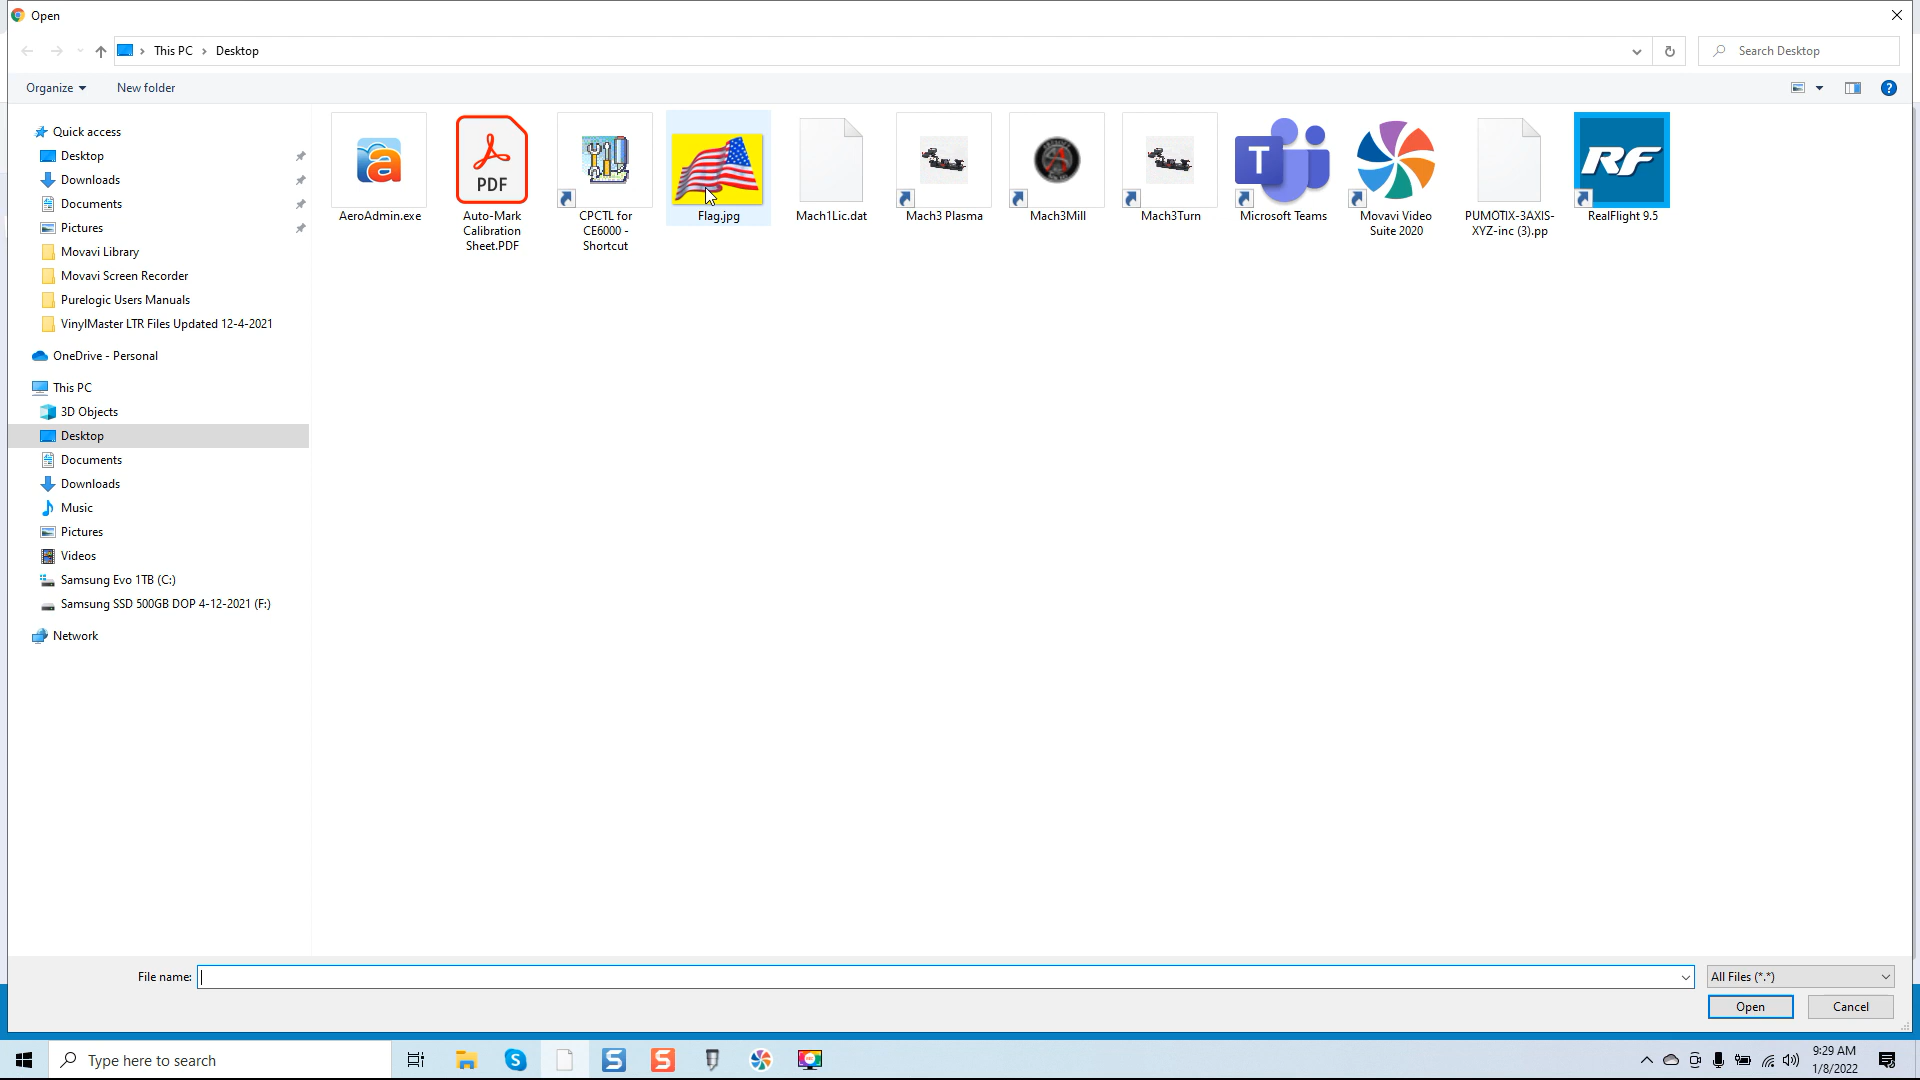 Open
This PC
Desktop
Search Desktop
Organize
New folder
Quick access
Desktop
Downloads
Documents
Pictures
Movavi Library
Movavi Screen Recorder
Purelogic Users Manuals
VinylMaster LTR Files Updated 12-4-2021
OneDrive - Personal
This PC
3D Objects
Desktop
Documents
Downloads
Music
Pictures
Videos
Samsung Evo 1TB (C:)
Samsung SSD 500GB DOP 4-12-2021 (F:)
Network
a
AeroAdmin.exe
PDF
Auto-Mark
Calibration
Sheet.PDF
CPCTL for
CE6000 -
Shortcut
Flag.jpg
Mach1Lic.dat
Mach3 Plasma
Mach3Mill
Mach3Turn
T
Microsoft Teams
Movavi Video
Suite 2020
PUMOTIX-3AXIS-
XYZ-inc (3).pp
RF
RealFlight 9.5
File name:
All Files (*.*)
Open
Cancel
Type here to search
S
S
S
9:29 AM
1/8/2022